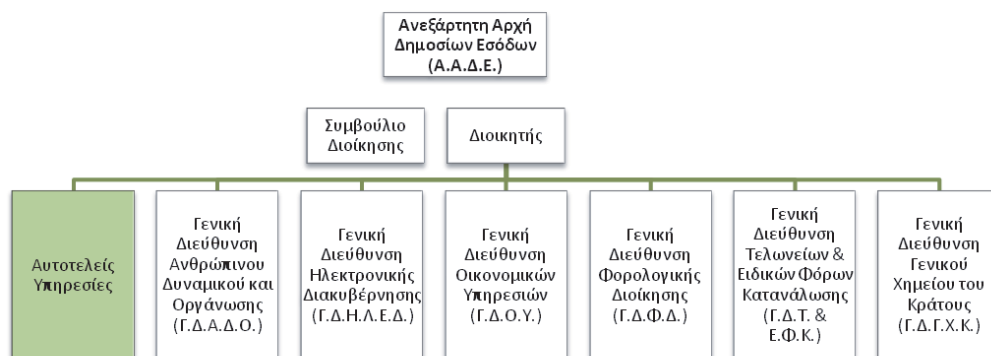 Ανεξάρτητη Αρχή
Δημοσίων Εσόδων
(Α.Α.Δ.Ε.)
Συμβούλιο
Διοίκησης
Διοικητής
Αυτοτελείς
Υπηρεσίες
Γενική
Διεύθυνση
Ανθρώπινου
Δυναμικού και
Οργάνωσης
(Γ.Δ.Α.Δ.Ο.)
Γενική
Διεύθυνση
Ηλεκτρονικής
Διακυβέρνησης
(Γ.Δ.Η.Λ.Ε.Δ.)
Γενική
Διεύθυνση
Οικονομικών
Υπηρεσιών
(Γ.Δ.Ο.Υ.)
Γενική
Διεύθυνση
Φορολογικής
Διοίκησης
(Γ.Δ.Φ.Δ.)
Γενική
Διεύθυνση
Τελωνείων &
Ειδικών Φόρων
Κατανάλωσης
(Γ.Δ.Τ. &
Ε.Φ.Κ.)
Γενική
Διεύθυνση
Γενικού
Χημείου του
Κράτους
(Γ.Δ.Γ.Χ.Κ.)